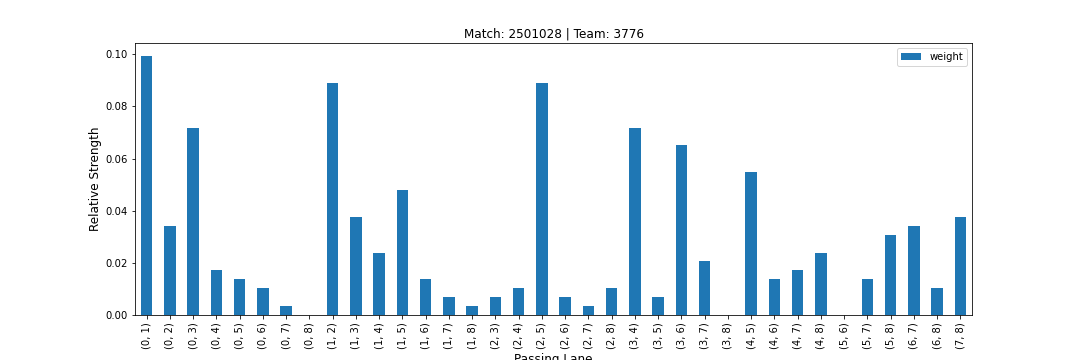 Match: 2501028 | Team: 3776
weight
Relative Strength
0.10
0.08
0.06
0.04
0.02
0.00
(0, 1) (0, 2) (0, 3) (0, 4) (0, 5) (0, 6) (0, 7) (0, 8) (1, 2) (1, 3) (1, 4) (1, 5) (1, 6) (1, 7) (1, 8) (2, 3) (2, 4) (2, 5) (2, 6) (2, 7) (2, 8) (3, 4) (3, 5) (3, 6) (3, 7) (3, 8) (4, 5) (4, 6) (4, 7) (4, 8) (5, 6) (5, 7) (5, 8) (6, 7) (6, 8) (7, 8)
Passing Lane